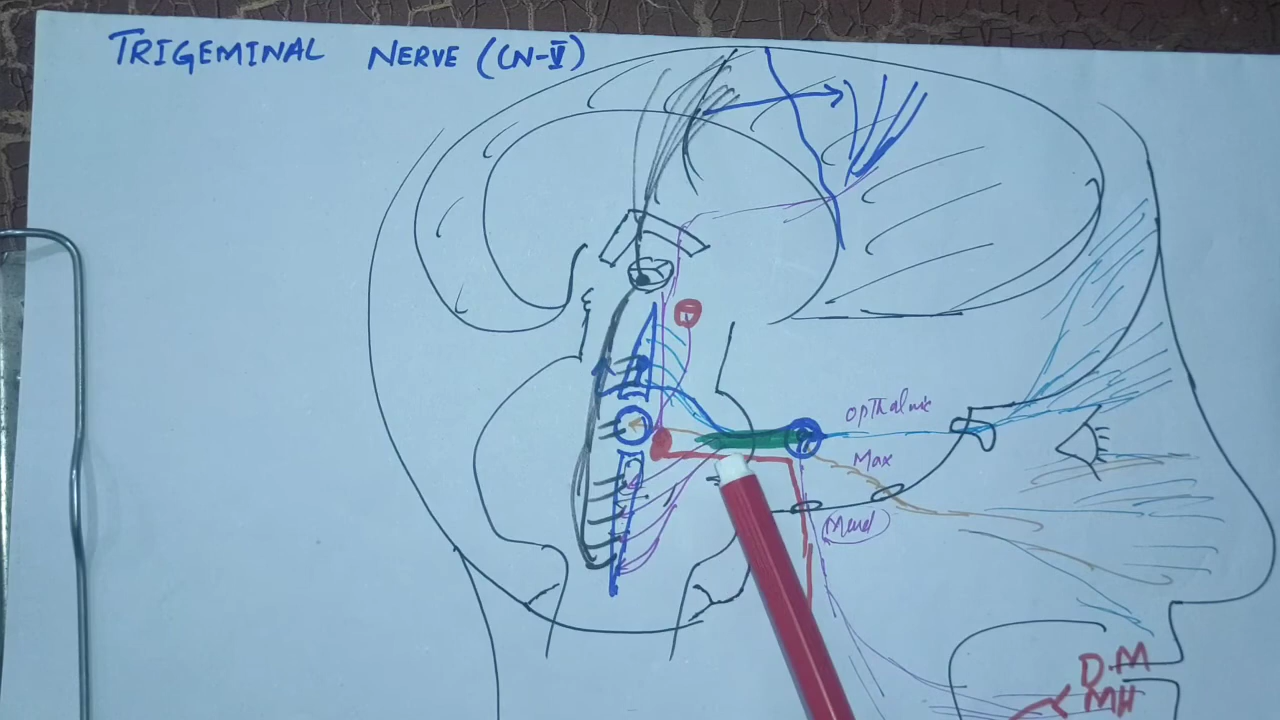 TRIGEMINAL NERVE (CN-V)
opthalmic
Max
Mand
D.M
MH